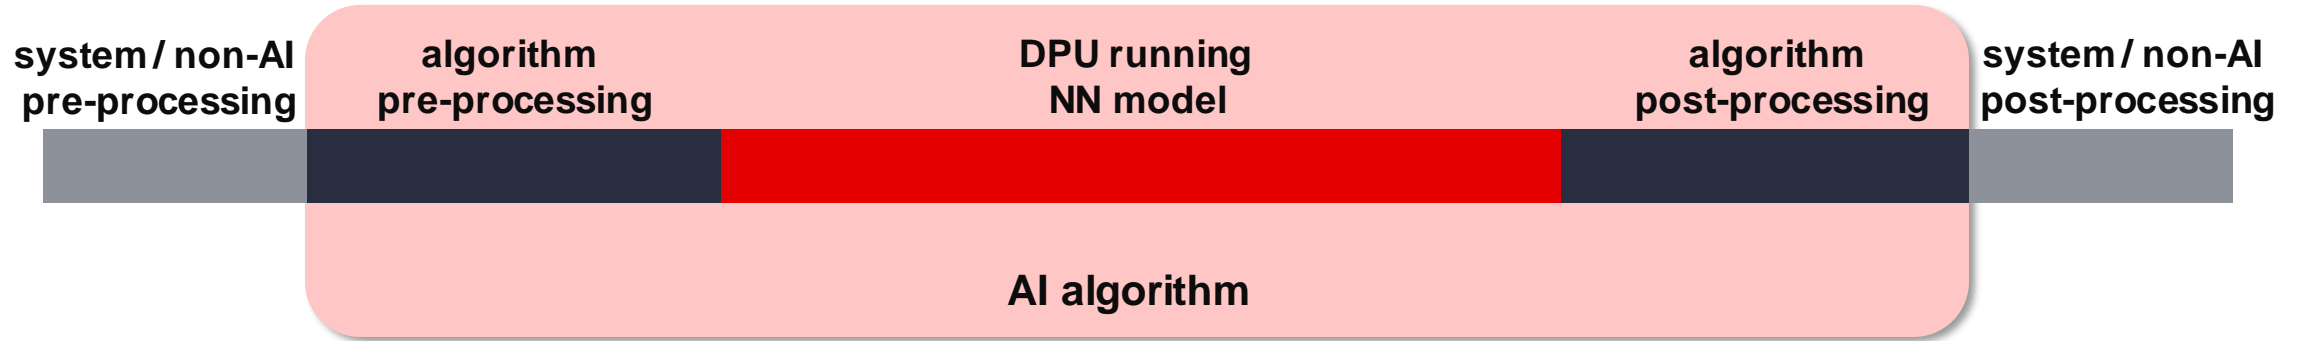 system / non-AI
pre-processing
algorithm
pre-processing
DPU running
NN model
algorithm
post-processing
system / non-AI
post-processing
AI algorithm